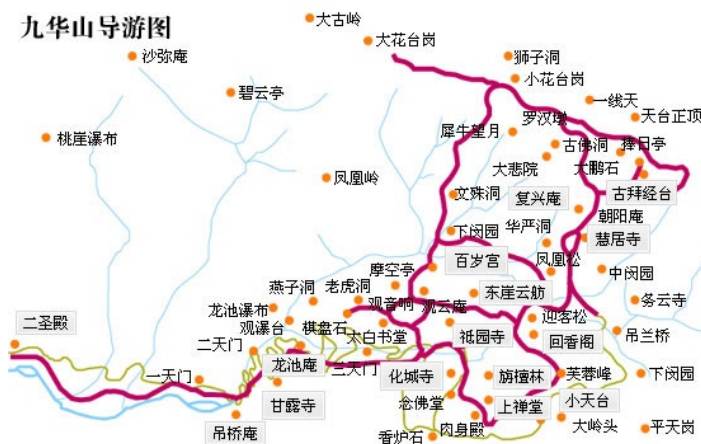 九华山导游图
大古岭
大花台岗
沙弥庵
狮子洞
小花台岗
碧云亭
一线天
天台正顶
罗汉墩
犀牛望月
桃崖瀑布
古佛洞
捧日亭
大悲院
大鹏石
凤凰岭
古拜经台
文殊洞
复兴庵
朝阳庵
下闵园
华严洞
慧居寺
百岁宫
凤凰松
摩空亭
中闵园
燕子洞
老虎洞
东崖云舫
龙池瀑布
观音峭
观云庵
务云寺
观瀑台
棋盘石
迎客松
二圣殿
太白书堂
祗园寺
回香阁
吊兰桥
二天门
龙池庵
三天门
一天门
化城寺
旃檀林
芙蓉峰
下闵园
甘露寺
念佛堂
上禅堂
小天台
吊桥庵
肉身殿
大岭头
香炉石
平天岗